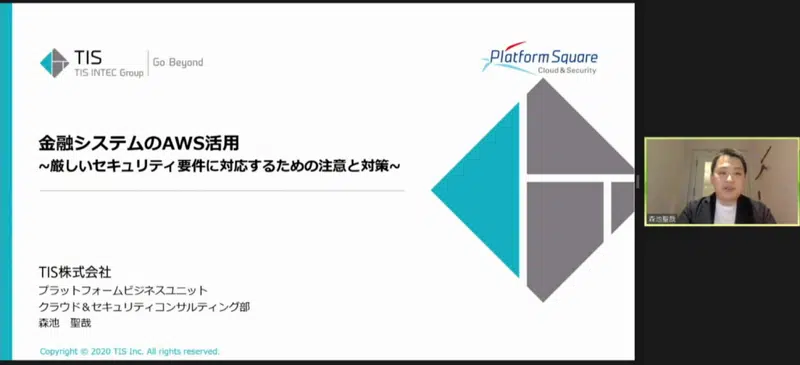 TIS
TIS INTEC Group
Go Beyond
Platform Square
Cloud & Security
金融システムのAWS活用
~厳しいセキュリティ要件に対応するための注意と対策~
TIS株式会社
プラットフォームビジネスユニット
クラウド＆セキュリティコンサルティング部
森池　聖哉
Copyright © 2020 TIS Inc. All rights reserved.
森池聖哉